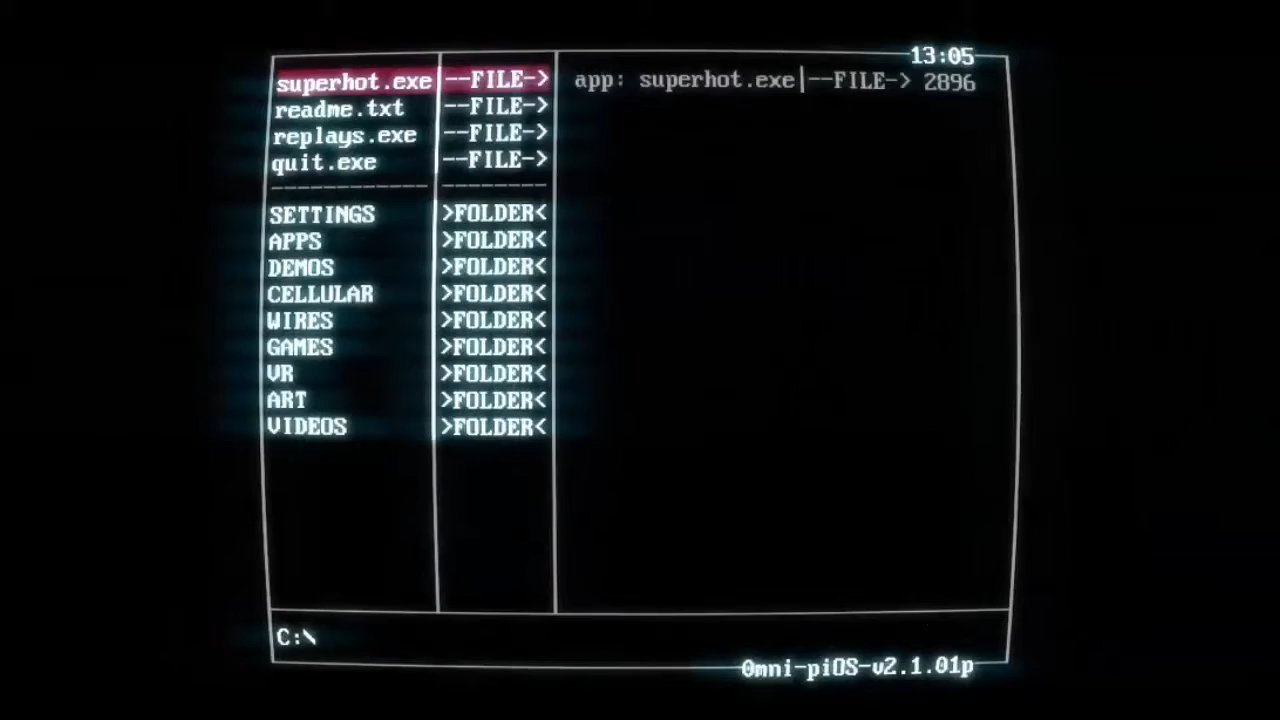 13:05
superhot.exe|--FILE-> app: superhot.exe|--FILE-> 2896
readme.txt |--FILE->
replays.exe |--FILE->
quit.exe |--FILE->
------------ --------
SETTINGS >FOLDER<
APPS >FOLDER<
DEMOS >FOLDER<
CELLULAR >FOLDER<
WIRES >FOLDER<
GAMES >FOLDER<
VR >FOLDER<
ART >FOLDER<
VIDEOS >FOLDER<
C:\
Omni-piOS-v2.1.01p